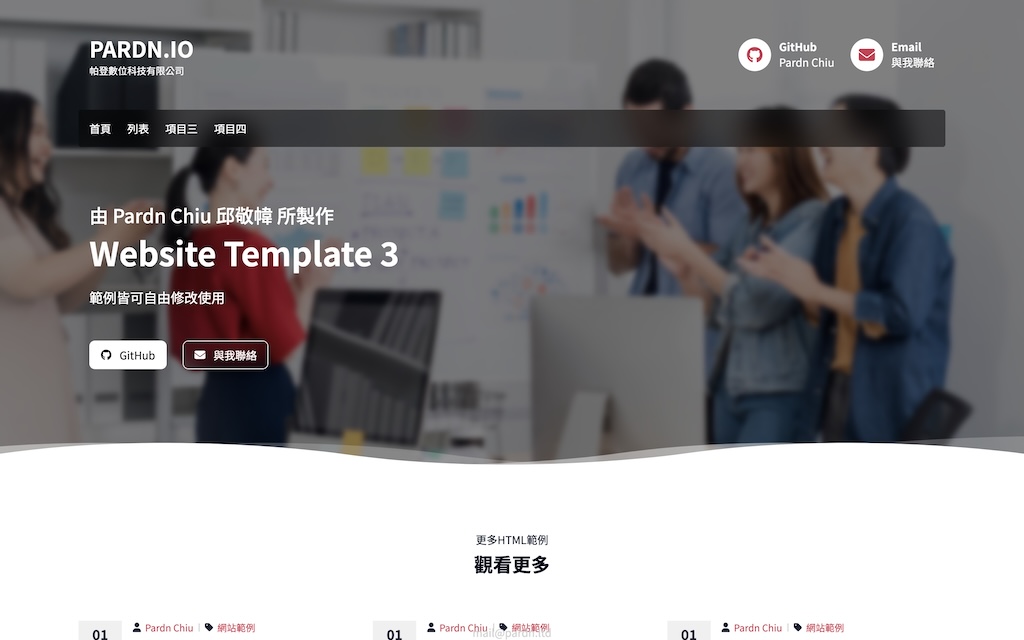 PARDN.IO
帕登數位科技有限公司
GitHub
Pardn Chiu
Email
與我聯絡
首頁 列表 項目三 項目四
由 Pardn Chiu 邱敬幃 所製作
Website Template 3
範例皆可自由修改使用
GitHub 與我聯絡
更多HTML範例
觀看更多
01 Pardn Chiu | 網站範例
01 Pardn Chiu | 網站範例
01 Pardn Chiu | 網站範例
mail@pardn.ltd